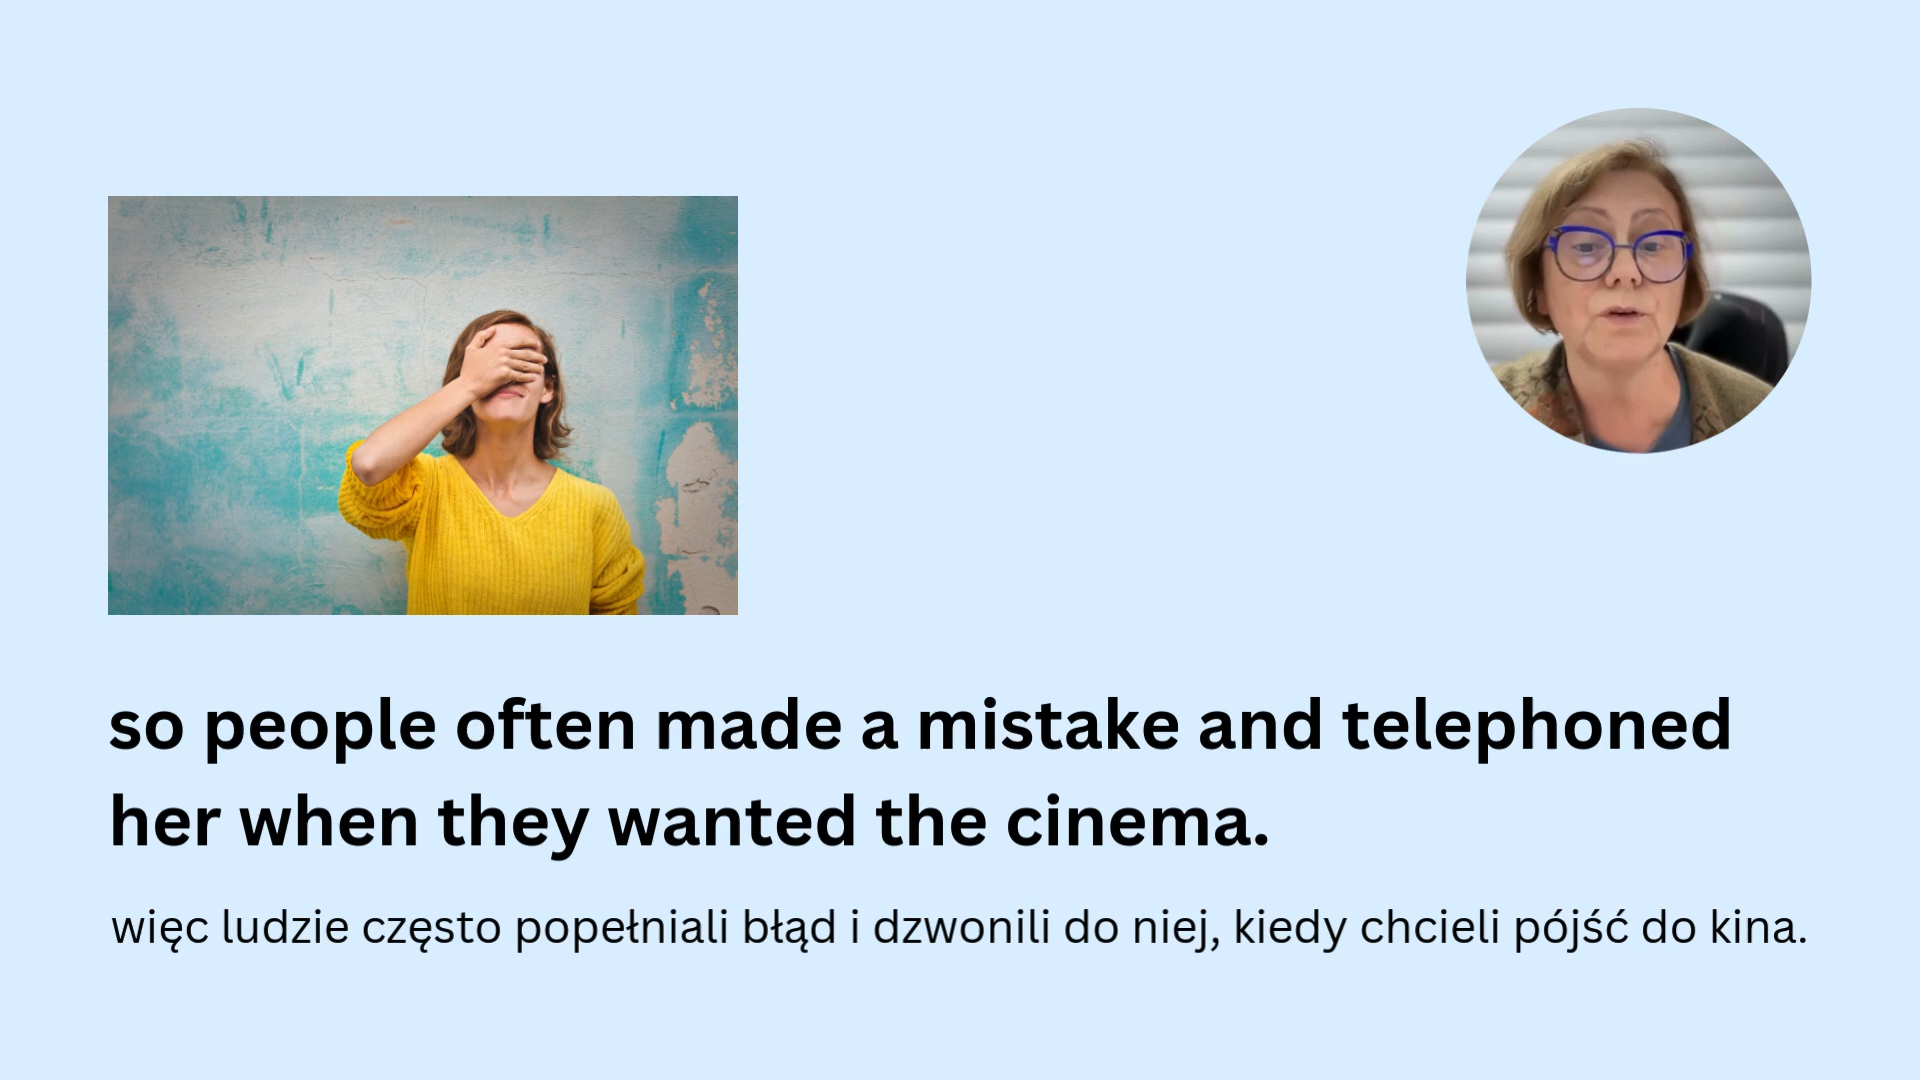 so people often made a mistake and telephoned
her when they wanted the cinema.
więc ludzie często popełniali błąd i dzwonili do niej, kiedy chcieli pójść do kina.